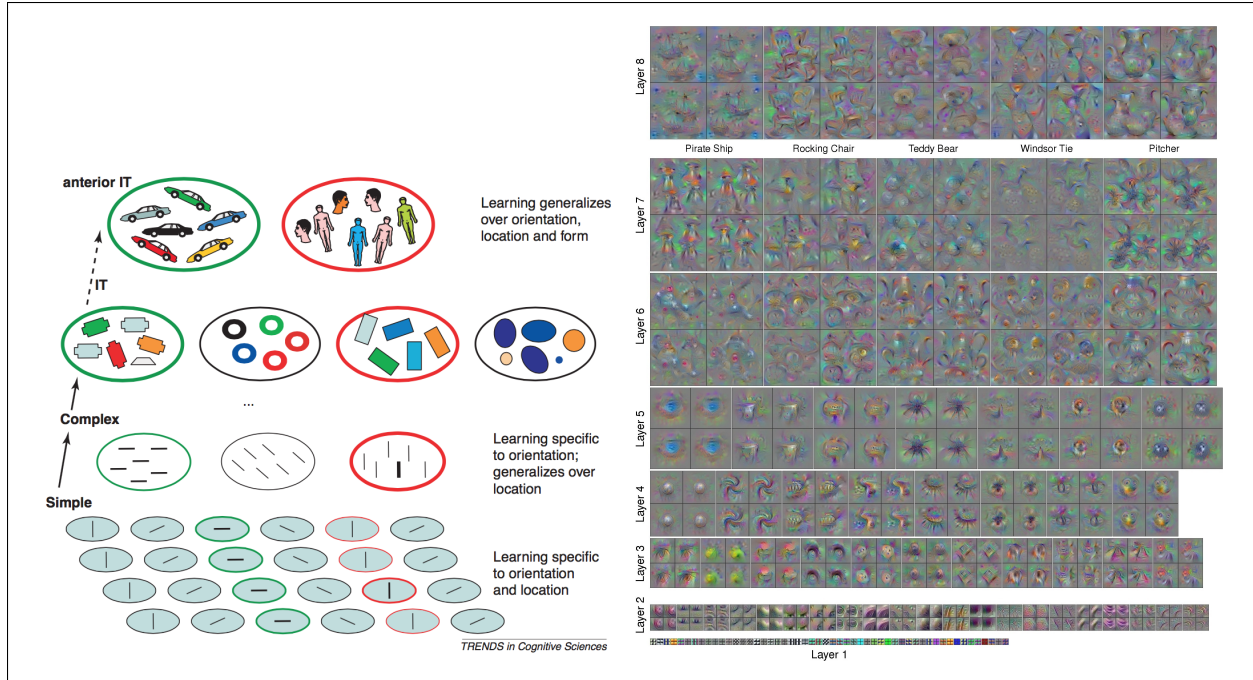 anterior IT
Learning generalizes
over orientation,
location and form
IT
...
Complex
Learning specific
to orientation;
generalizes over
location
Simple
Learning specific
to orientation
and location
TRENDS in Cognitive Sciences
Layer 8
Pirate Ship
Rocking Chair
Teddy Bear
Windsor Tie
Pitcher
Layer 7
Layer 6
Layer 5
Layer 4
Layer 3
Layer 2
Layer 1